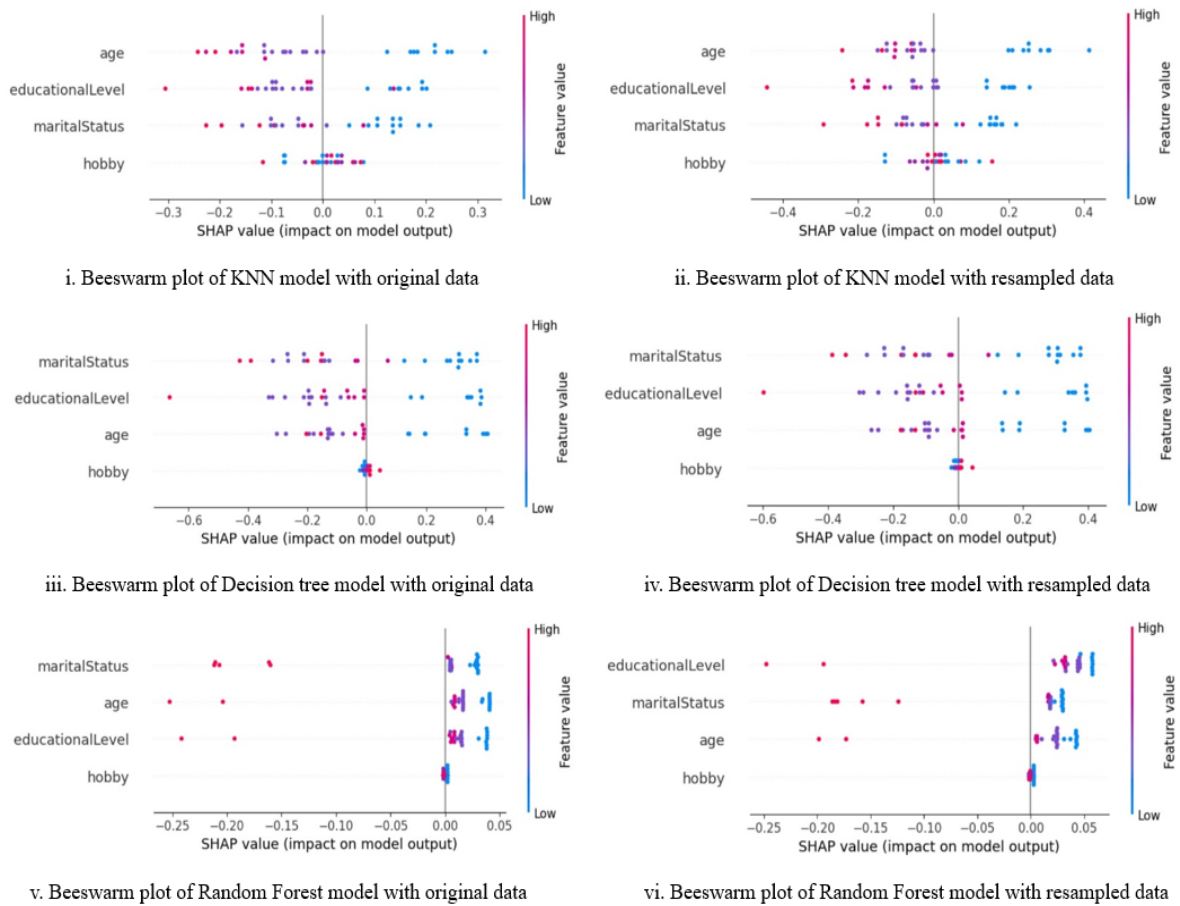 High
age
educationalLevel
maritalStatus
hobby
Feature value
Low
−0.3 −0.2 −0.1 0.0 0.1 0.2 0.3
SHAP value (impact on model output)
i. Beeswarm plot of KNN model with original data
High
age
educationalLevel
maritalStatus
hobby
Feature value
Low
−0.4 −0.2 0.0 0.2 0.4
SHAP value (impact on model output)
ii. Beeswarm plot of KNN model with resampled data
High
maritalStatus
educationalLevel
age
hobby
Feature value
Low
−0.6 −0.4 −0.2 0.0 0.2 0.4
SHAP value (impact on model output)
iii. Beeswarm plot of Decision tree model with original data
High
maritalStatus
educationalLevel
age
hobby
Feature value
Low
−0.6 −0.4 −0.2 0.0 0.2 0.4
SHAP value (impact on model output)
iv. Beeswarm plot of Decision tree model with resampled data
High
maritalStatus
age
educationalLevel
hobby
Feature value
Low
−0.25 −0.20 −0.15 −0.10 −0.05 0.00 0.05
SHAP value (impact on model output)
v. Beeswarm plot of Random Forest model with original data
High
educationalLevel
maritalStatus
age
hobby
Feature value
Low
−0.25 −0.20 −0.15 −0.10 −0.05 0.00 0.05
SHAP value (impact on model output)
vi. Beeswarm plot of Random Forest model with resampled data